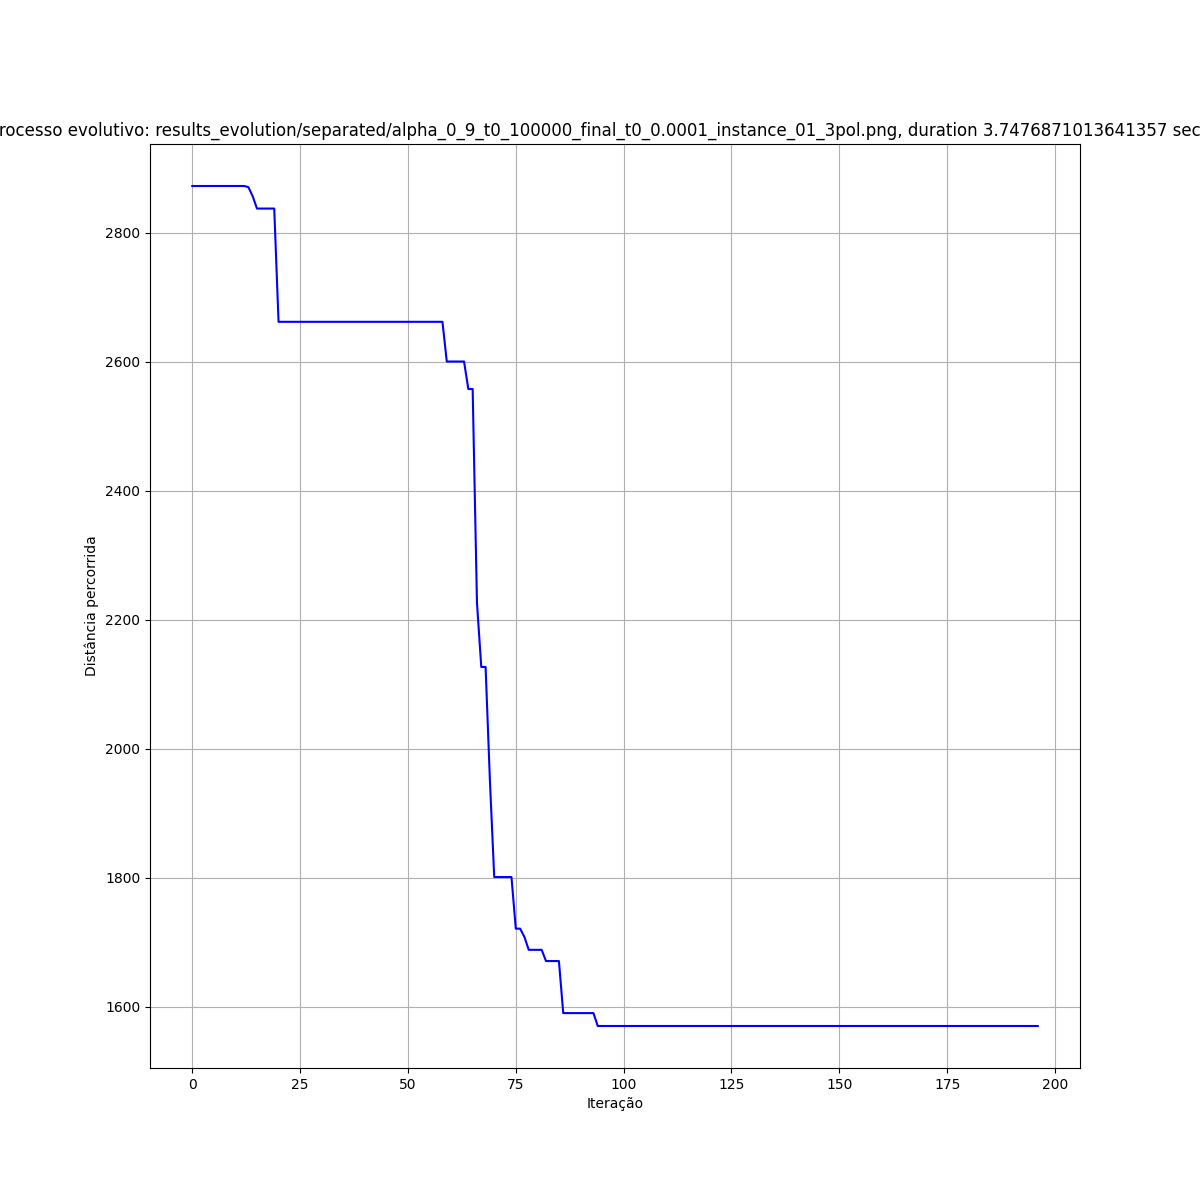 rocesso evolutivo: results_evolution/separated/alpha_0_9_t0_100000_final_t0_0.0001_instance_01_3pol.png, duration 3.7476871013641357 sec
2800
2600
2400
2200
2000
1800
1600
Distância percorrida
0 25 50 75 100 125 150 175 200
Iteração